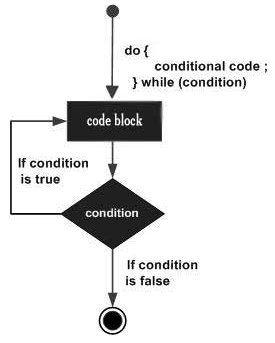 do {
conditional code ;
} while (condition)
code block
If condition
is true
condition
If condition
is false